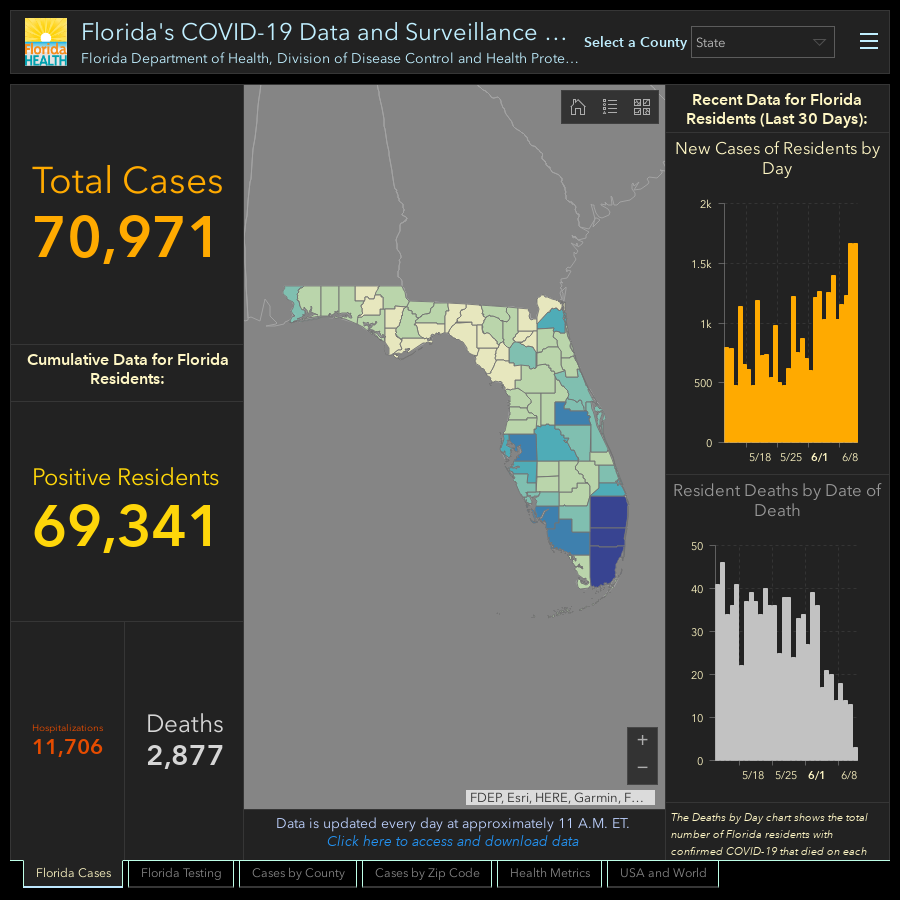 Florida
HEALTH
Florida's COVID-19 Data and Surveillance ...
Florida Department of Health, Division of Disease Control and Health Prote...
Select a County
State
Total Cases
70,971
Cumulative Data for Florida
Residents:
Positive Residents
69,341
Hospitalizations
11,706
Deaths
2,877
+
−
FDEP, Esri, HERE, Garmin, F...
Data is updated every day at approximately 11 A.M. ET.
Click here to access and download data
Recent Data for Florida
Residents (Last 30 Days):
New Cases of Residents by
Day
2k
1.5k
1k
500
0
5/18 5/25 6/1 6/8
Resident Deaths by Date of
Death
50
40
30
20
10
0
5/18 5/25 6/1 6/8
The Deaths by Day chart shows the total
number of Florida residents with
confirmed COVID-19 that died on each
Florida Cases
Florida Testing
Cases by County
Cases by Zip Code
Health Metrics
USA and World